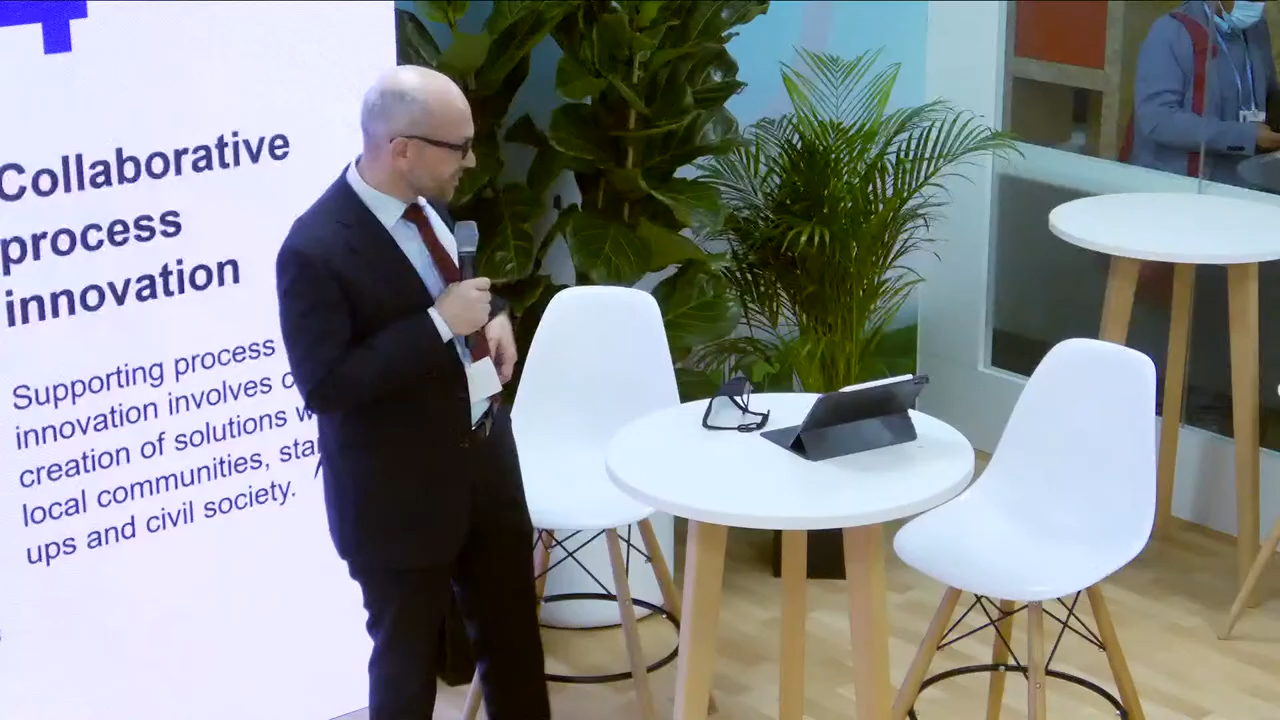 Collaborative
process
innovation
Supporting process
innovation involves
creation of solutions
local communities,
ups and civil society.